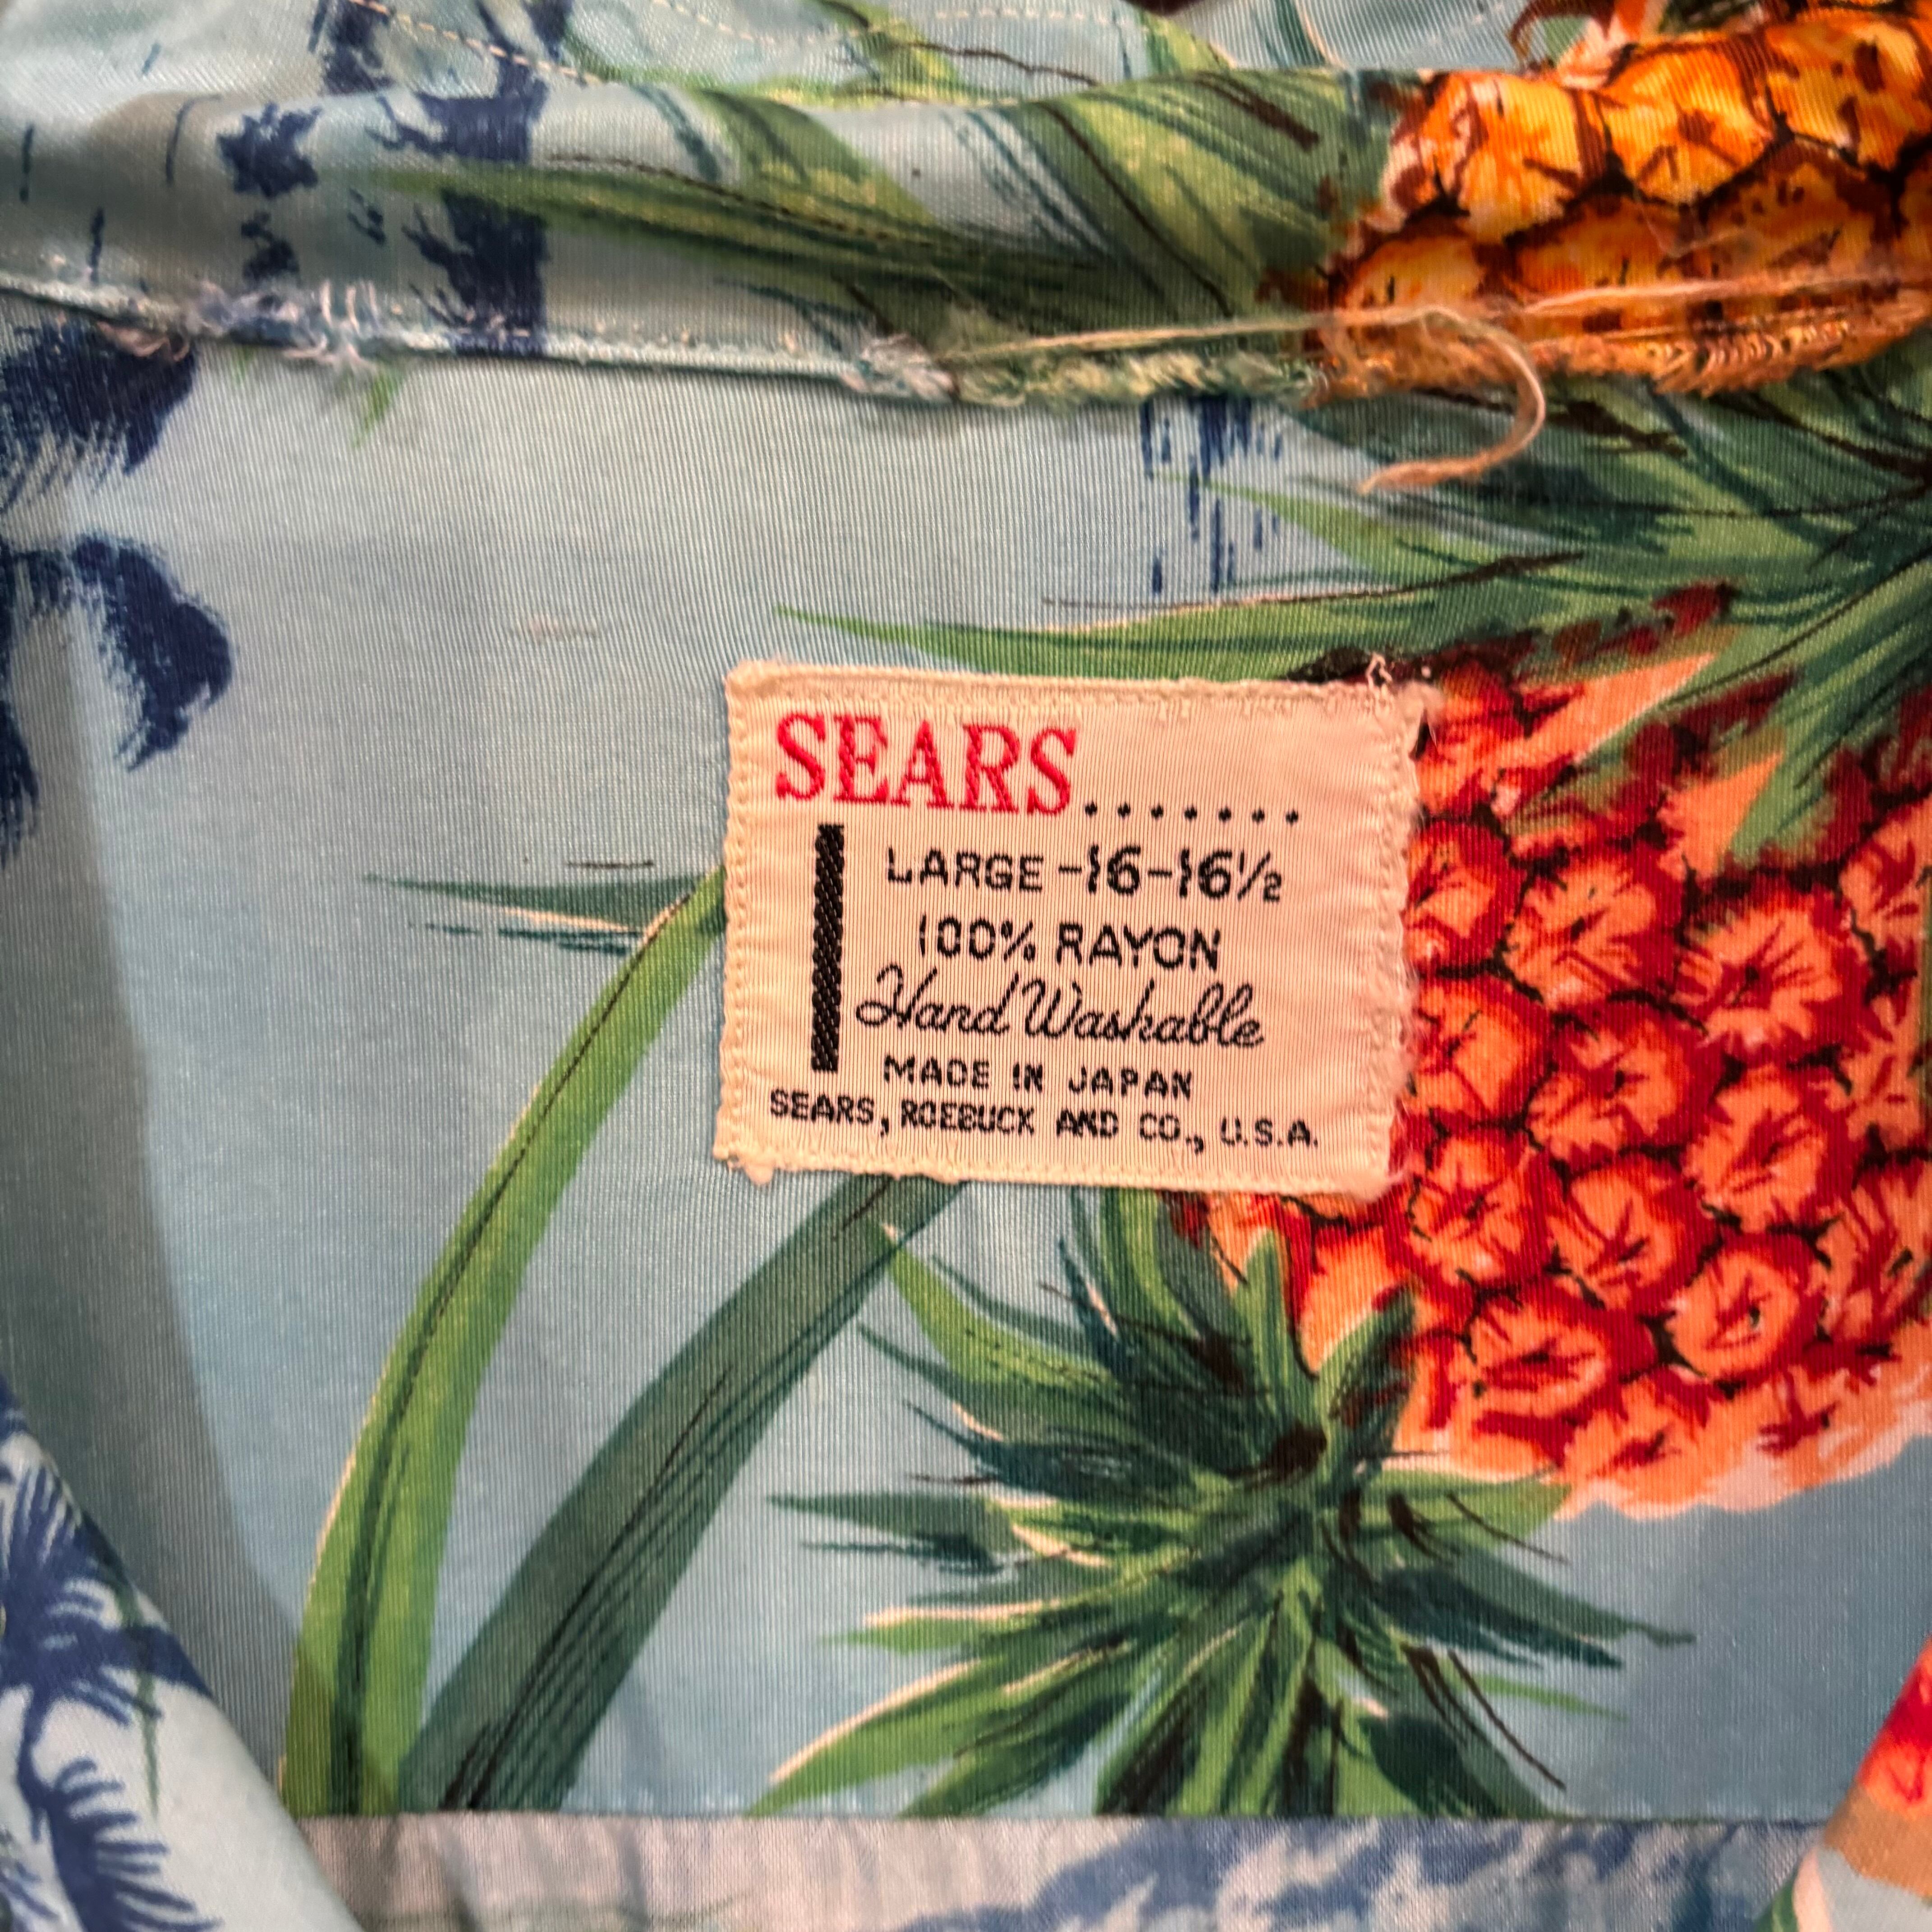 SEARS.......
LARGE-16-16½
100% RAYON
Hand Washable
MADE IN JAPAN
SEARS, ROEBUCK AND CO., U.S.A.